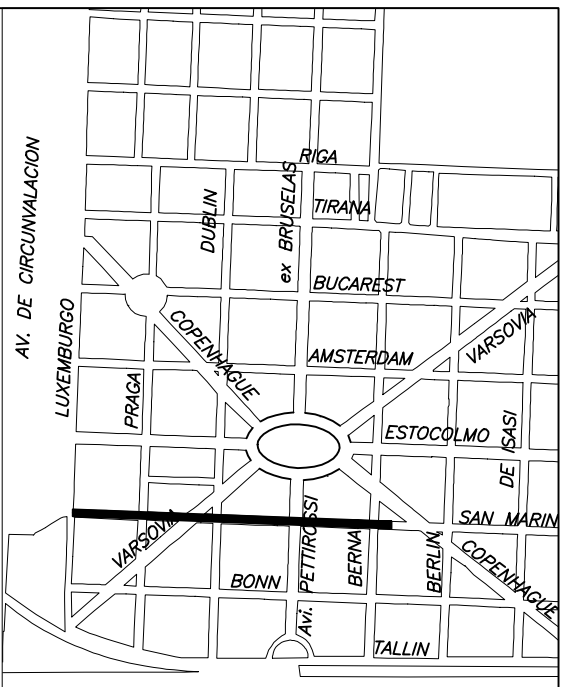 RIGA
TIRANA
AV. DE CIRCUNVALACION
DUBLIN
ex BRUSELAS
BUCAREST
LUXEMBURGO
COPENHAGUE
VARSOVIA
AMSTERDAM
PRAGA
ESTOCOLMO
DE ISASI
VARSOVIA
Avi. PETTIROSSI
BERNA
BERLIN
SAN MARIN
COPENHAGUE
BONN
TALLIN